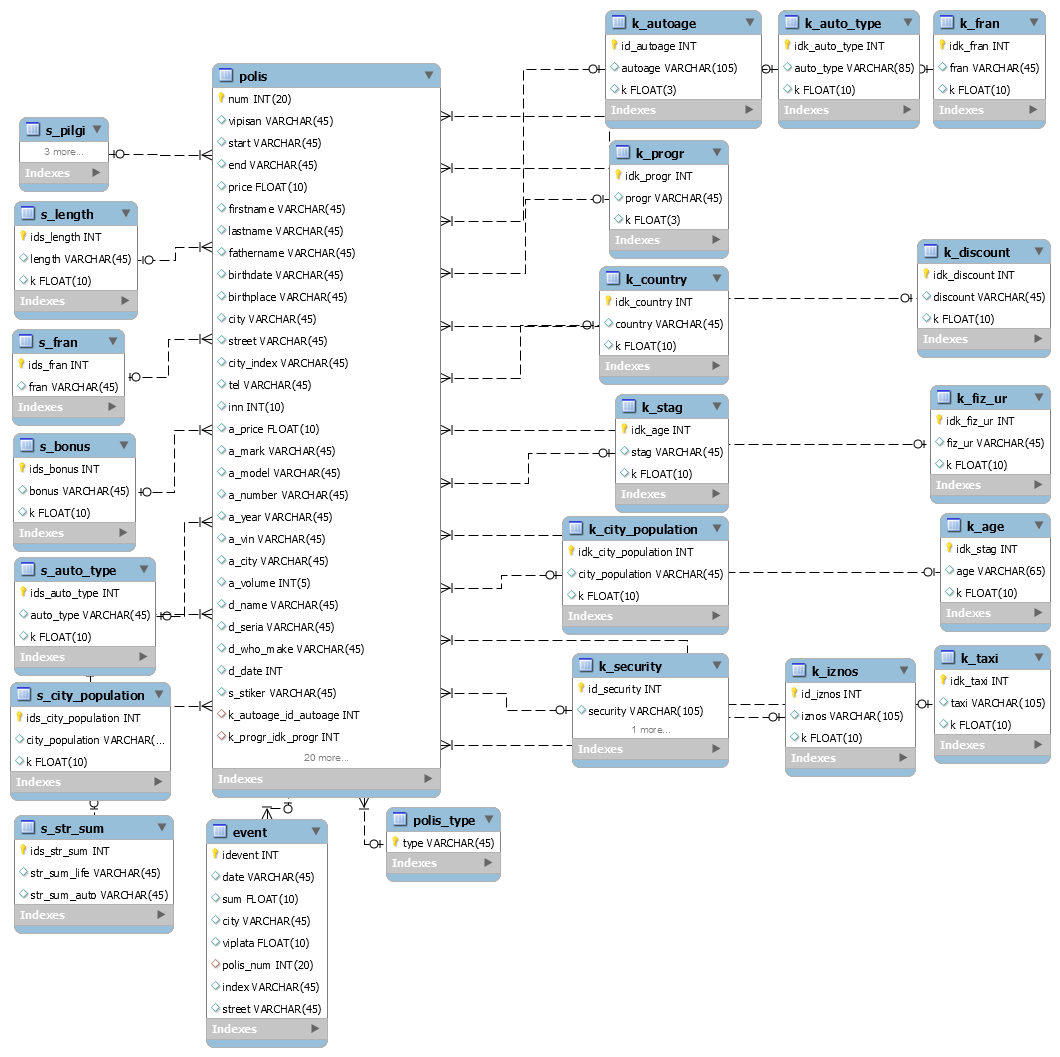 k_autoage
id_autoage INT
autoage VARCHAR(105)
k FLOAT(3)
Indexes
k_auto_type
idk_auto_type INT
auto_type VARCHAR(85)
k FLOAT(10)
Indexes
k_fran
idk_fran INT
fran VARCHAR(45)
k FLOAT(10)
Indexes
polis
num INT(20)
vipisan VARCHAR(45)
start VARCHAR(45)
end VARCHAR(45)
price FLOAT(10)
firstname VARCHAR(45)
lastname VARCHAR(45)
fathername VARCHAR(45)
birthdate VARCHAR(45)
birthplace VARCHAR(45)
city VARCHAR(45)
street VARCHAR(45)
city_index VARCHAR(45)
tel VARCHAR(45)
inn INT(10)
a_price FLOAT(10)
a_mark VARCHAR(45)
a_model VARCHAR(45)
a_number VARCHAR(45)
a_year VARCHAR(45)
a_vin VARCHAR(45)
a_city VARCHAR(45)
a_volume INT(5)
d_name VARCHAR(45)
d_seria VARCHAR(45)
d_who_make VARCHAR(45)
d_date INT
s_stiker VARCHAR(45)
k_autoage_id_autoage INT
k_progr_idk_progr INT
20 more...
Indexes
s_pilgi
3 more...
Indexes
s_length
ids_length INT
length VARCHAR(45)
k FLOAT(10)
Indexes
s_fran
ids_fran INT
fran VARCHAR(45)
Indexes
s_bonus
ids_bonus INT
bonus VARCHAR(45)
k FLOAT(10)
Indexes
s_auto_type
ids_auto_type INT
auto_type VARCHAR(45)
k FLOAT(10)
Indexes
s_city_population
ids_city_population INT
city_population VARCHAR(...
k FLOAT(10)
Indexes
s_str_sum
ids_str_sum INT
str_sum_life VARCHAR(45)
str_sum_auto VARCHAR(45)
Indexes
event
idevent INT
date VARCHAR(45)
sum FLOAT(10)
city VARCHAR(45)
viplata FLOAT(10)
polis_num INT(20)
index VARCHAR(45)
street VARCHAR(45)
Indexes
polis_type
type VARCHAR(45)
Indexes
k_progr
idk_progr INT
progr VARCHAR(45)
k FLOAT(3)
Indexes
k_country
idk_country INT
country VARCHAR(45)
k FLOAT(10)
Indexes
k_discount
idk_discount INT
discount VARCHAR(45)
k FLOAT(10)
Indexes
k_stag
idk_age INT
stag VARCHAR(45)
k FLOAT(10)
Indexes
k_fiz_ur
idk_fiz_ur INT
fiz_ur VARCHAR(45)
k FLOAT(10)
Indexes
k_city_population
idk_city_population INT
city_population VARCHAR(45)
k FLOAT(10)
Indexes
k_age
idk_stag INT
age VARCHAR(65)
k FLOAT(10)
Indexes
k_security
id_security INT
security VARCHAR(105)
1 more...
Indexes
k_iznos
id_iznos INT
iznos VARCHAR(105)
k FLOAT(10)
Indexes
k_taxi
idk_taxi INT
taxi VARCHAR(105)
k FLOAT(10)
Indexes